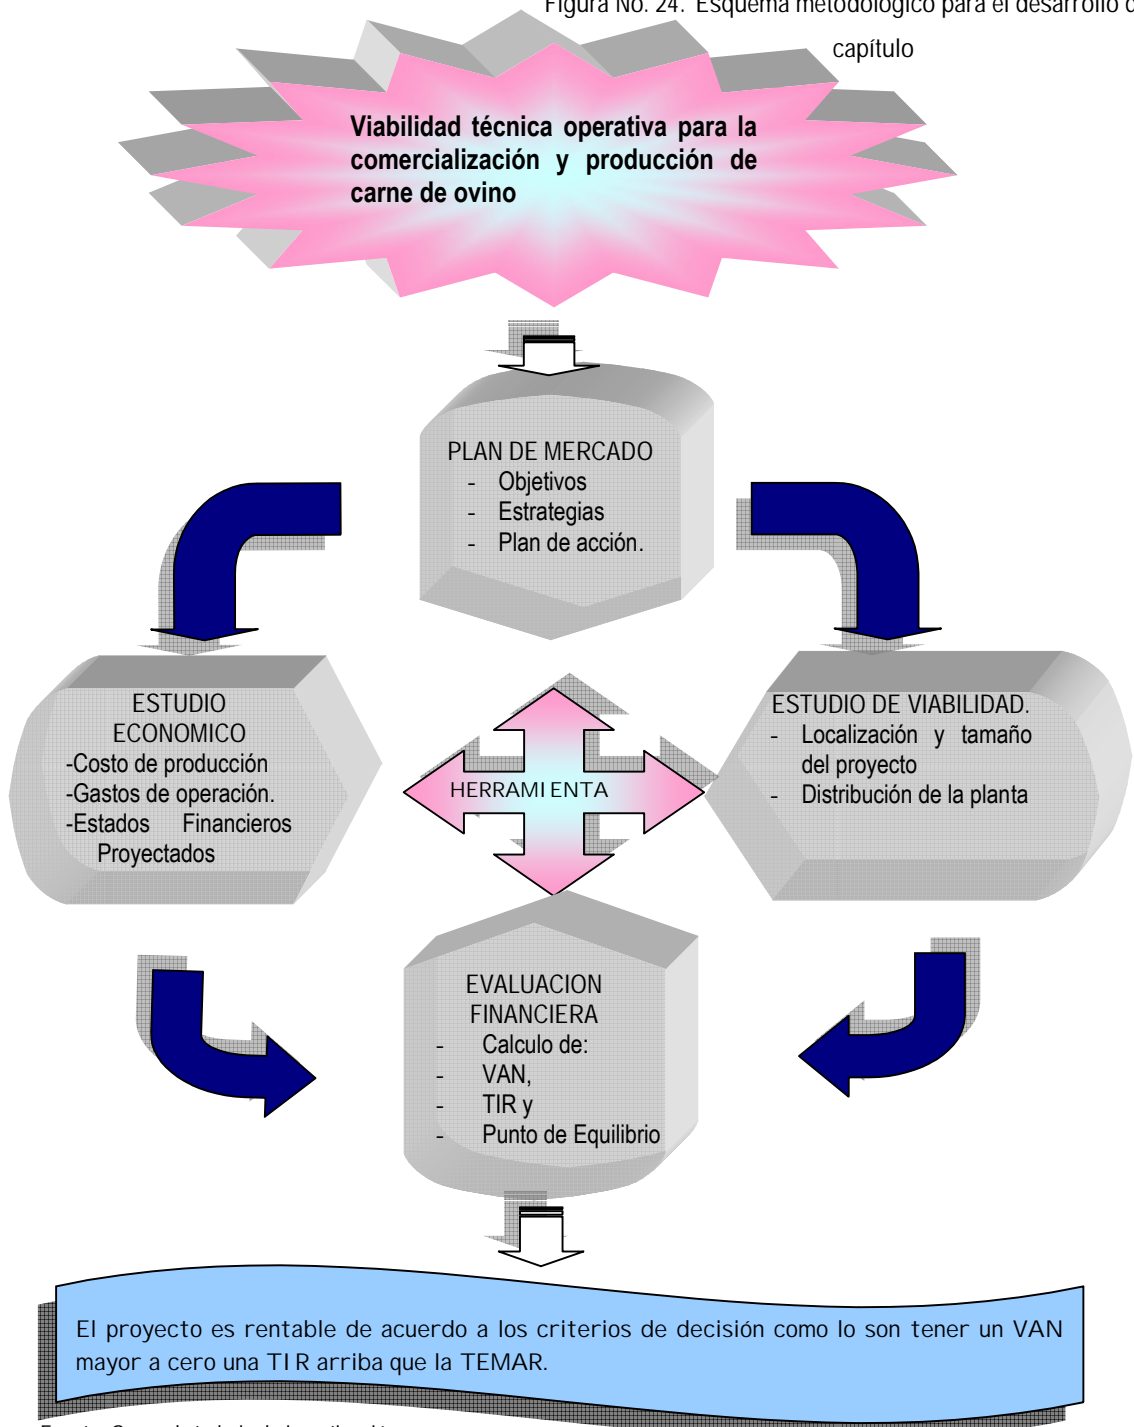 Figura No. 24. Esquema metodológico para el desarrollo
capítulo
Viabilidad técnica operativa para la
comercialización y producción de
carne de ovino
PLAN DE MERCADO
- Objetivos
- Estrategias
- Plan de acción.
ESTUDIO
ECONOMICO
-Costo de producción
-Gastos de operación.
-Estados Financieros
Proyectados
HERRAMIENTA
ESTUDIO DE VIABILIDAD.
- Localización y tamaño
del proyecto
- Distribución de la planta
EVALUACION
FINANCIERA
- Calculo de:
- VAN,
- TIR y
- Punto de Equilibrio
El proyecto es rentable de acuerdo a los criterios de decisión como lo son tener un VAN
mayor a cero una TIR arriba que la TEMAR.